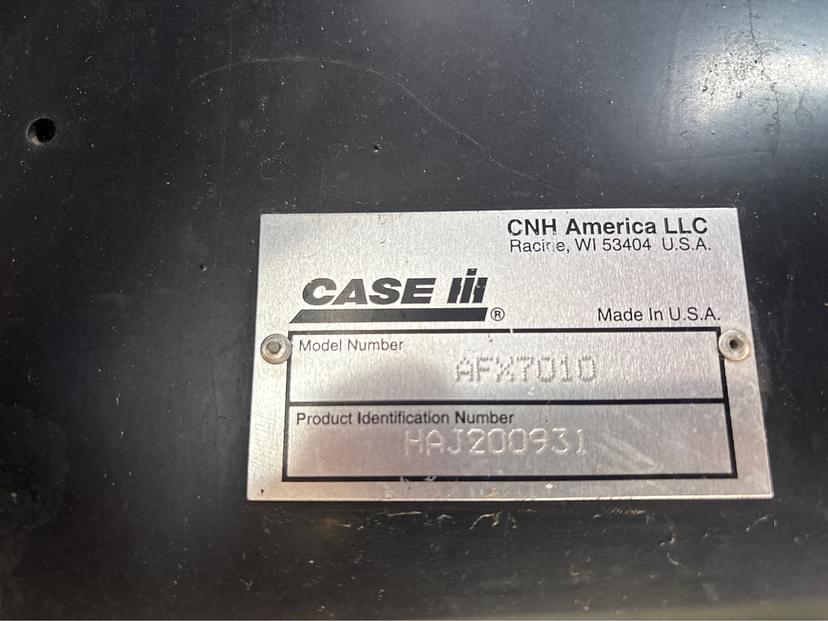 CNH America LLC
Racine, WI 53404 U.S.A.
CASE IH
®
Made In U.S.A.
Model Number
AFX7010
Product Identification Number
HAJ200931